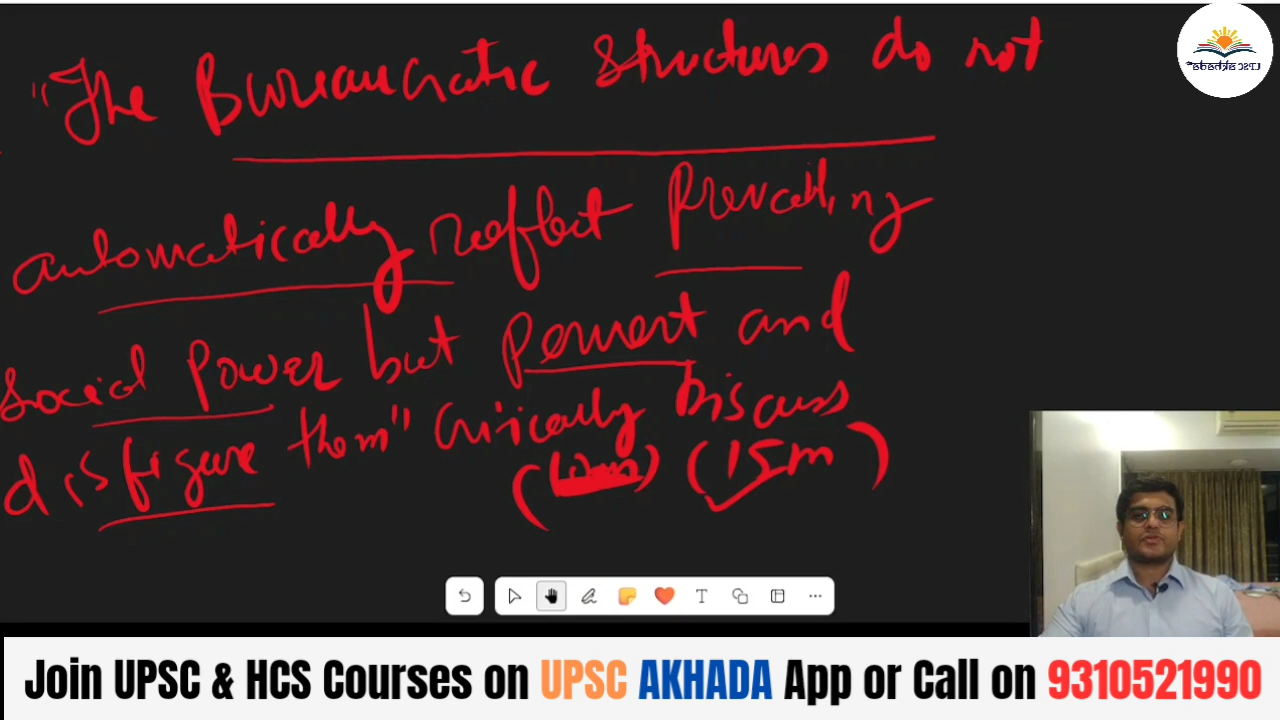 "The Bureaucratic Structures do not
automatically reflect Prevailing
Social Power but Pervert and
disfigure them" Critically Discuss
(15m)
T
Join UPSC & HCS Courses on UPSC AKHADA App or Call on 9310521990